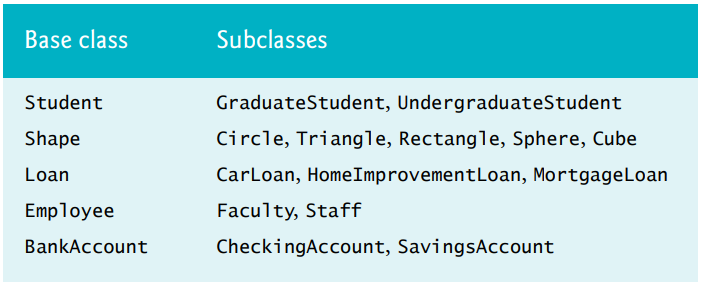 Base class Subclasses
Student GraduateStudent, UndergraduateStudent
Shape Circle, Triangle, Rectangle, Sphere, Cube
Loan CarLoan, HomeImprovementLoan, MortgageLoan
Employee Faculty, Staff
BankAccount CheckingAccount, SavingsAccount